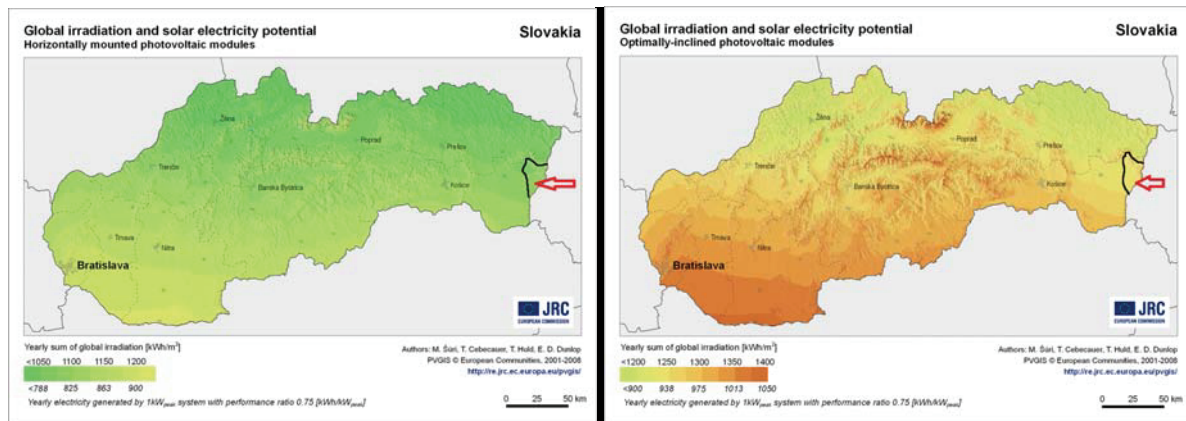 Global irradiation and solar electricity potential
Horizontally mounted photovoltaic modules
Slovakia
Žilina
Poprad
Prešov
Trenčín
Banská Bystrica
Košice
Trnava
Nitra
Bratislava
JRC
EUROPEAN COMMISSION
Yearly sum of global irradiation [kWh/m²]
<1050 1100 1150 1200
<788 825 863 900
Yearly electricity generated by 1kWpeak system with performance ratio 0.75 [kWh/kWpeak]
Authors: M. Šúri, T. Cebecauer, T. Huld, E. D. Dunlop
PVGIS © European Communities, 2001-2008
http://re.jrc.ec.europa.eu/pvgis/
0 25 50 km
Global irradiation and solar electricity potential
Optimally-inclined photovoltaic modules
Slovakia
Žilina
Poprad
Prešov
Trenčín
Banská Bystrica
Košice
Trnava
Nitra
Bratislava
JRC
EUROPEAN COMMISSION
Yearly sum of global irradiation [kWh/m²]
<1200 1250 1300 1350 1400
<900 938 975 1013 1050
Yearly electricity generated by 1kWpeak system with performance ratio 0.75 [kWh/kWpeak]
Authors: M. Šúri, T. Cebecauer, T. Huld, E. D. Dunlop
PVGIS © European Communities, 2001-2008
http://re.jrc.ec.europa.eu/pvgis/
0 25 50 km